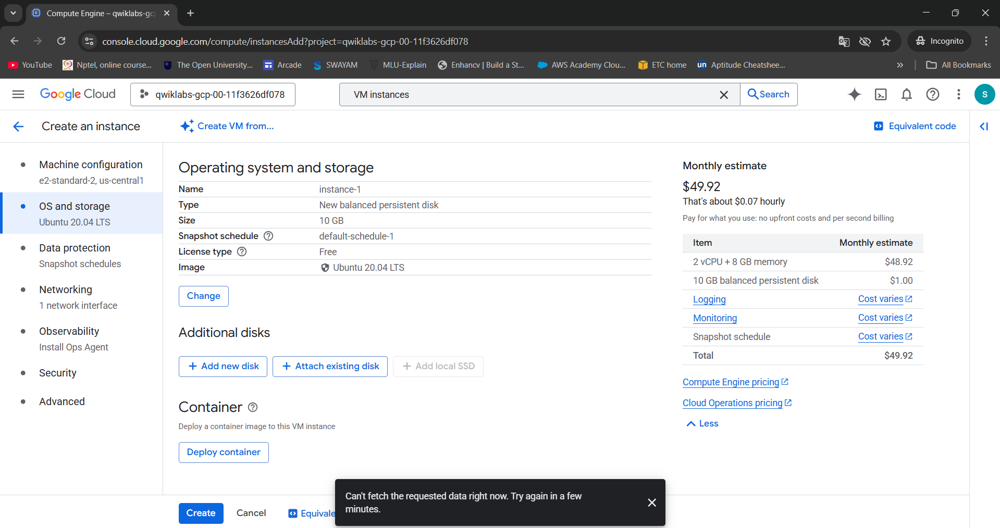 Compute Engine – qwiklabs-gcp
console.cloud.google.com/compute/instancesAdd?project=qwiklabs-gcp-00-11f3626df078
Incognito
YouTube
Nptel, online course...
The Open University...
Arcade
SWAYAM
MLU-Explain
Enhancv | Build a St...
AWS Academy Clou...
ETC home
un Aptitude Cheatshee...
All Bookmarks
Google Cloud
qwiklabs-gcp-00-11f3626df078
VM instances
Search
S
Create an instance
Create VM from...
Equivalent code
Machine configuration
e2-standard-2, us-central1
OS and storage
Ubuntu 20.04 LTS
Data protection
Snapshot schedules
Networking
1 network interface
Observability
Install Ops Agent
Security
Advanced
Operating system and storage
Name instance-1
Type New balanced persistent disk
Size 10 GB
Snapshot schedule default-schedule-1
License type Free
Image Ubuntu 20.04 LTS
Change
Additional disks
+ Add new disk
+ Attach existing disk
+ Add local SSD
Container
Deploy a container image to this VM instance
Deploy container
Monthly estimate
$49.92
That's about $0.07 hourly
Pay for what you use: no upfront costs and per second billing
Item Monthly estimate
2 vCPU + 8 GB memory $48.92
10 GB balanced persistent disk $1.00
Logging Cost varies
Monitoring Cost varies
Snapshot schedule Cost varies
Total $49.92
Compute Engine pricing
Cloud Operations pricing
Less
Create
Cancel
Equivale
Can't fetch the requested data right now. Try again in a few
minutes.